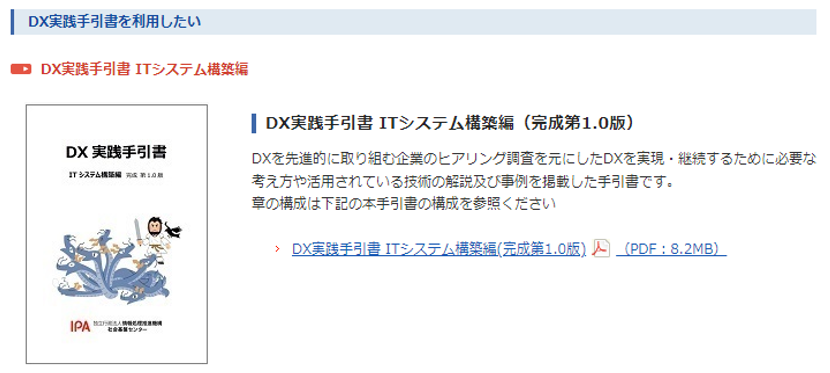 DX実践手引書を利用したい
DX実践手引書 ITシステム構築編
DX 実践手引書
IT システム構築編 完成 第1.0版
IPA 独立行政法人情報処理推進機構
社会基盤センター
DX実践手引書 ITシステム構築編（完成第1.0版）
DXを先進的に取り組む企業のヒアリング調査を元にしたDXを実現・継続するために必要な
考え方や活用されている技術の解説及び事例を掲載した手引書です。
章の構成は下記の本手引書の構成を参照ください
DX実践手引書 ITシステム構築編(完成第1.0版) （PDF：8.2MB）